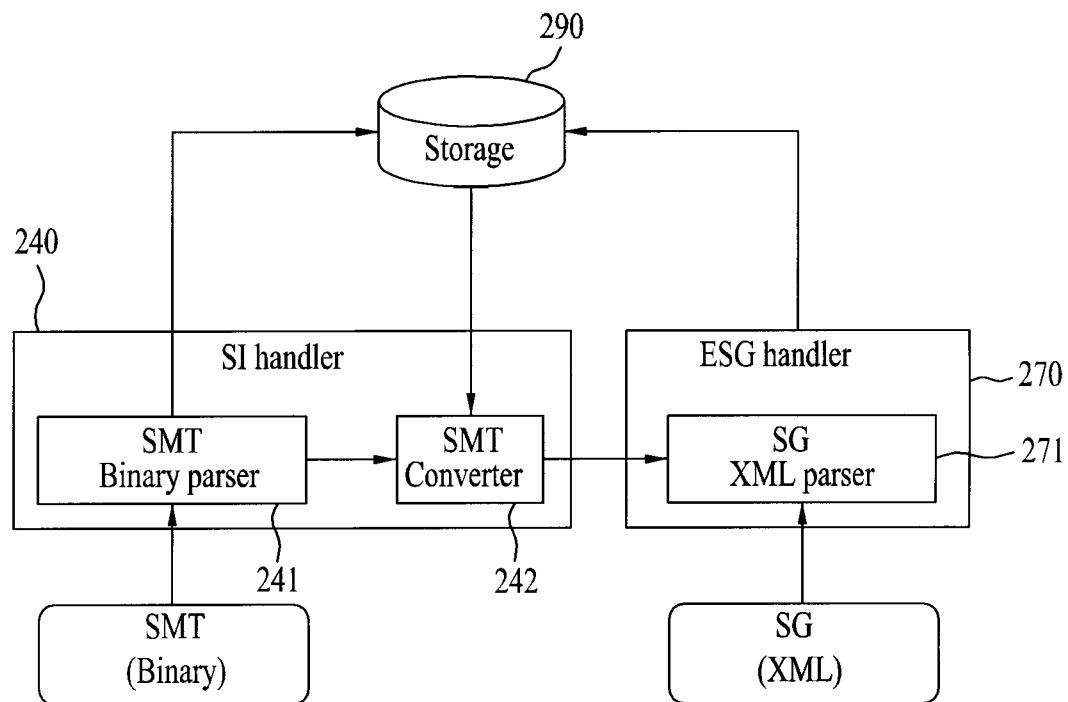 290
Storage
240
SI handler
ESG handler
270
SMT
Binary parser
SMT
Converter
SG
XML parser
271
241
242
SMT
(Binary)
SG
(XML)